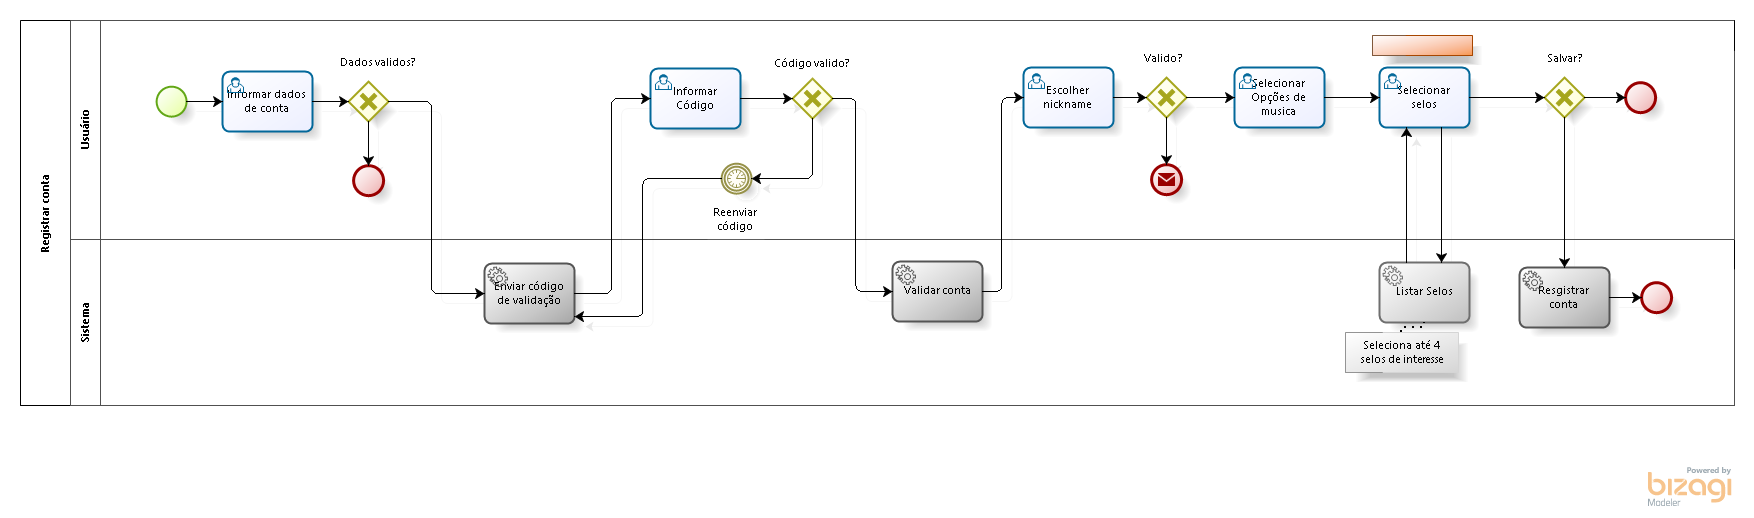 Registrar conta
Usuário
Sistema
Informar dados
de conta
Dados validos?
Enviar código
de validação
Informar
Código
Código valido?
Reenviar
código
Validar conta
Escolher
nickname
Valido?
Selecionar
Opções de
musica
Selecionar
selos
Listar Selos
Seleciona até 4
selos de interesse
Salvar?
Resgistrar
conta
Powered by
bizagi
Modeler